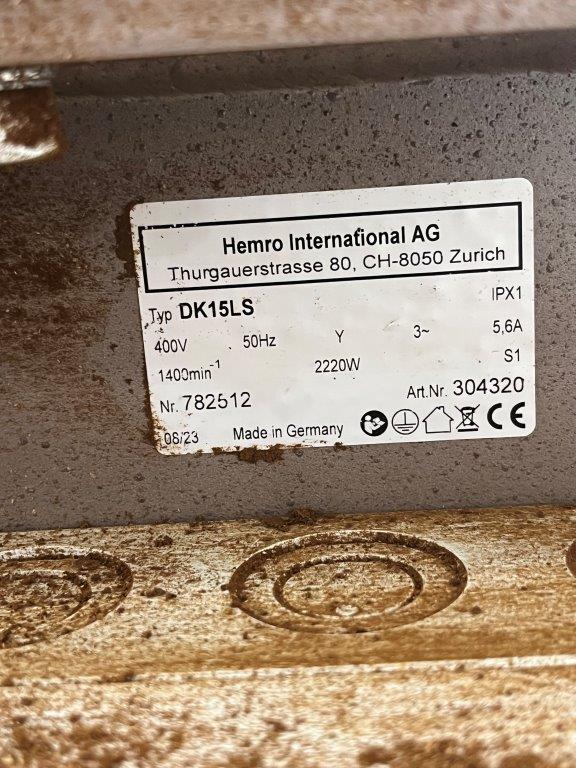 Hemro International AG
Thurgauerstrasse 80, CH-8050 Zurich
Typ DK15LS IPX1
400V 50Hz Y 3~ 5,6A
1400min⁻¹ 2220W S1
Nr. 782512 Art.Nr. 304320
08/23 Made in Germany CE